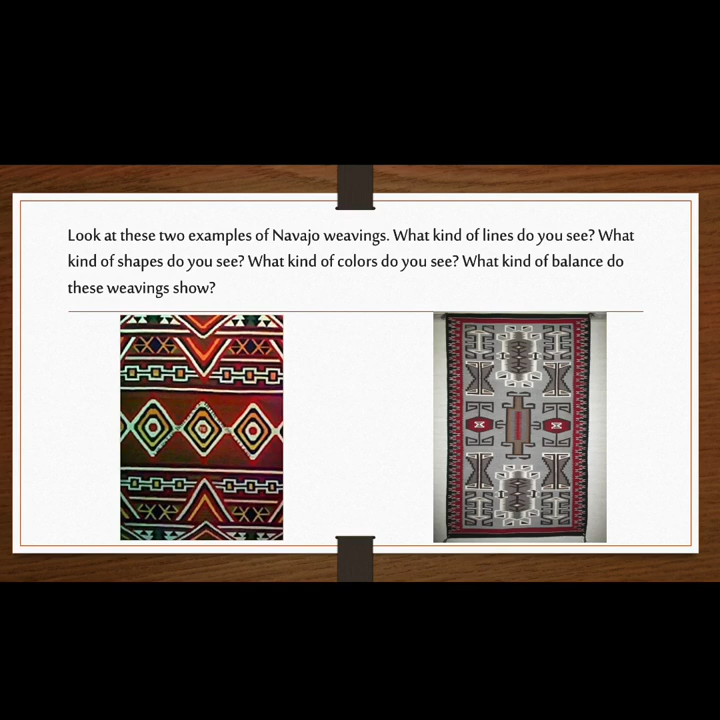 Look at these two examples of Navajo weavings. What kind of lines do you see? What
kind of shapes do you see? What kind of colors do you see? What kind of balance do
these weavings show?